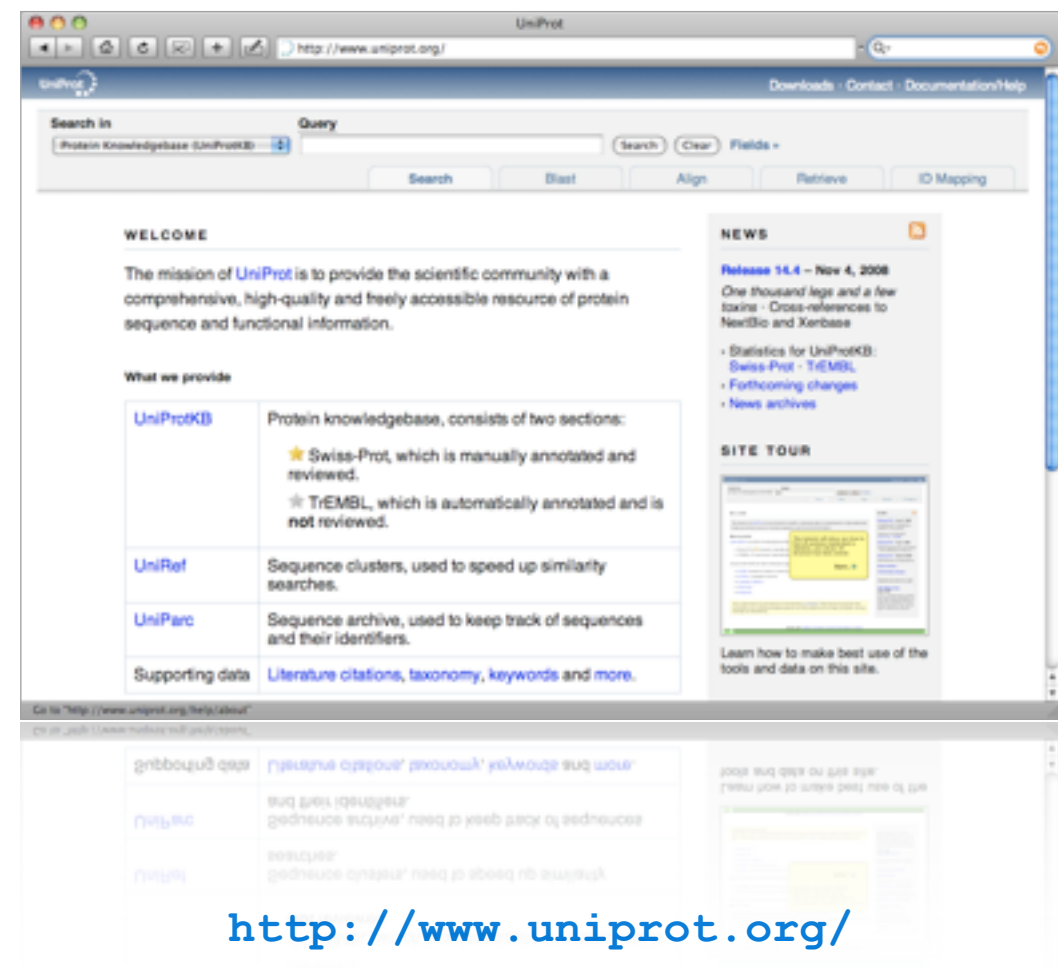 UniProt
http://www.uniprot.org/
UniProt
Downloads · Contact · Documentation/Help
Search in
Query
Protein Knowledgebase (UniProtKB)
Search
Clear
Fields »
Search
Blast
Align
Retrieve
ID Mapping
WELCOME
The mission of UniProt is to provide the scientific community with a
comprehensive, high-quality and freely accessible resource of protein
sequence and functional information.
What we provide
UniProtKB
Protein knowledgebase, consists of two sections:
Swiss-Prot, which is manually annotated and
reviewed.
TrEMBL, which is automatically annotated and is
not reviewed.
UniRef
Sequence clusters, used to speed up similarity
searches.
UniParc
Sequence archive, used to keep track of sequences
and their identifiers.
Supporting data
Literature citations, taxonomy, keywords and more.
NEWS
Release 14.4 – Nov 4, 2008
One thousand legs and a few
toxins · Cross-references to
NextBio and Xenbase
› Statistics for UniProtKB:
Swiss-Prot · TrEMBL
› Forthcoming changes
› News archives
SITE TOUR
Learn how to make best use of the
tools and data on this site.
Go to "http://www.uniprot.org/help/about"
http://www.uniprot.org/